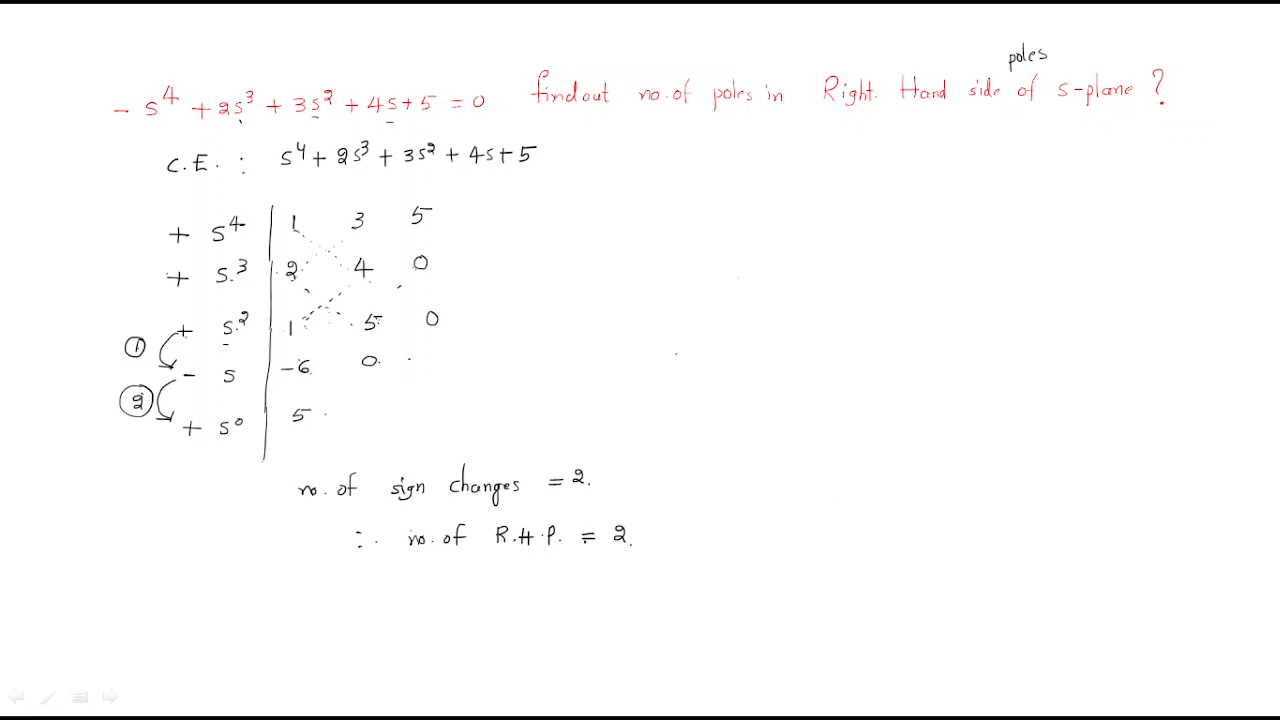 poles
- s⁴ + 2s³ + 3s² + 4s + 5 = 0 findout no. of poles in Right. Hand side of s-plane ?
C.E. : s⁴ + 2s³ + 3s² + 4s + 5
+ s⁴ | 1 3 5
+ s³ | 2 4 0
+ s² | 1 5 0
①
- s | -6 0
②
+ s⁰ | 5
no. of sign changes = 2.
∴ no. of R.H.P. = 2.